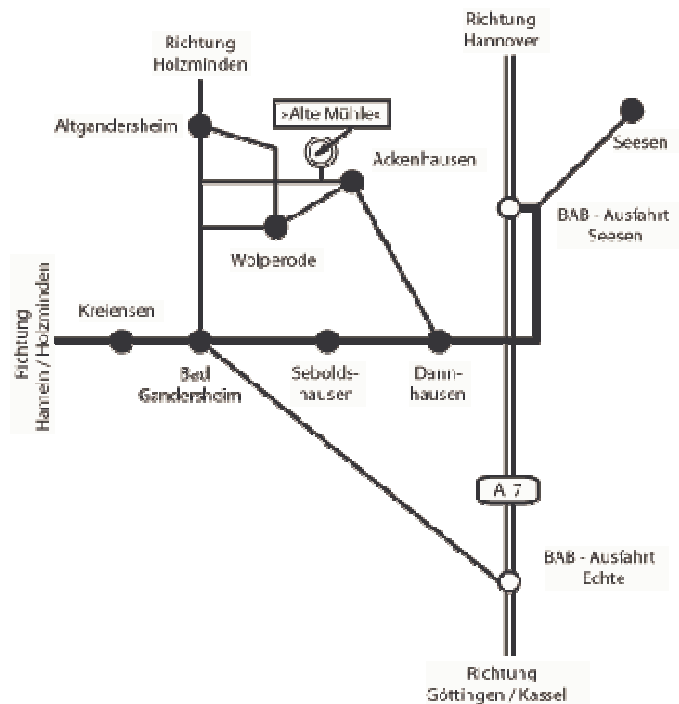 Richtung
Holzminden
Richtung
Hannover
Altgandersheim
›Alte Mühle‹
Ackenhausen
Seesen
BAB - Ausfahrt
Seesen
Wolperode
Kreiensen
Richtung
Hameln / Holzminden
Bad
Gandersheim
Sebolds-
hausen
Dann-
hausen
A 7
BAB - Ausfahrt
Echte
Richtung
Göttingen / Kassel